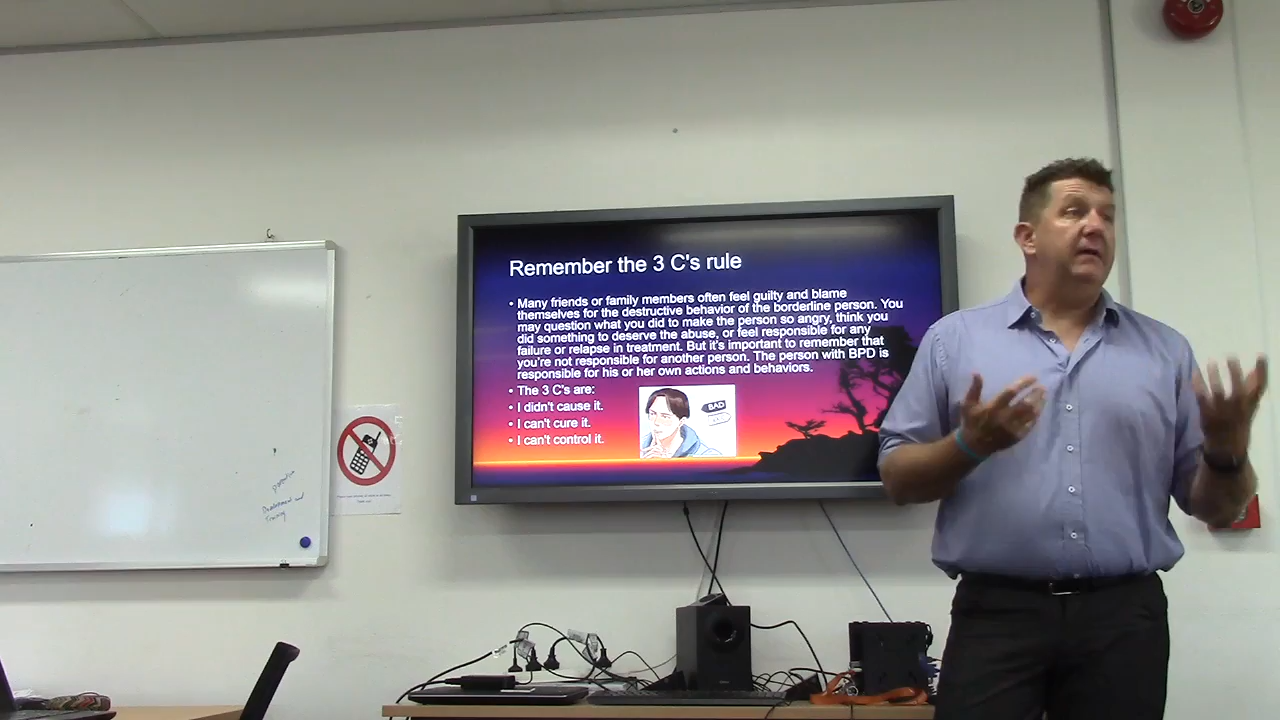 Remember the 3 C's rule
• Many friends or family members often feel guilty and blame
themselves for the destructive behavior of the borderline person. You
may question what you did to make the person so angry, think you
did something to deserve the abuse, or feel responsible for any
failure or relapse in treatment. But it's important to remember that
you're not responsible for another person. The person with BPD is
responsible for his or her own actions and behaviors.
• The 3 C's are:
• I didn't cause it.
• I can't cure it.
• I can't control it.
BAD
Training